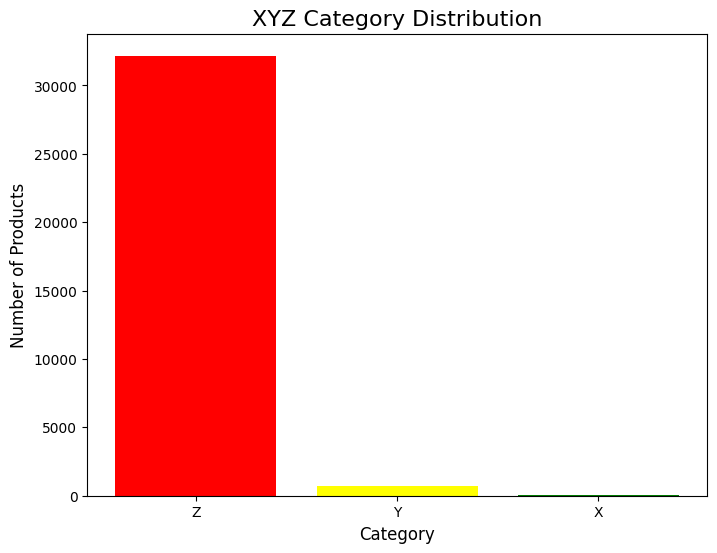 XYZ Category Distribution
Number of Products
30000
25000
20000
15000
10000
5000
0
Z Y X
Category